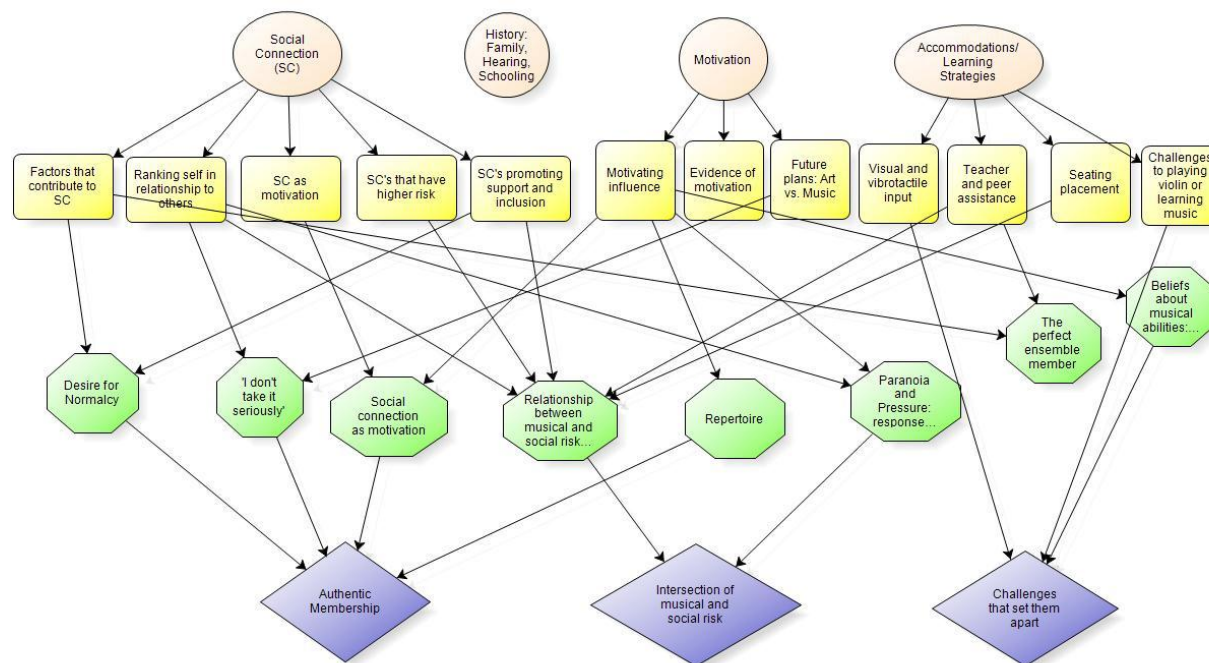 Social
Connection
(SC)
History:
Family,
Hearing,
Schooling
Motivation
Accommodations/
Learning
Strategies
Factors that
contribute to
SC
Ranking self in
relationship to
others
SC as
motivation
SC's that have
higher risk
SC's promoting
support and
inclusion
Motivating
influence
Evidence of
motivation
Future
plans: Art
vs. Music
Visual and
vibrotactile
input
Teacher
and peer
assistance
Seating
placement
Challenges
to playing
violin or
learning
music
Beliefs
about
musical
abilities:...
The
perfect
ensemble
member
Desire for
Normalcy
'I don't
take it
seriously'
Social
connection
as motivation
Relationship
between
musical and
social risk...
Repertoire
Paranoia
and
Pressure:
response...
Authentic
Membership
Intersection of
musical and
social risk
Challenges
that set them
apart